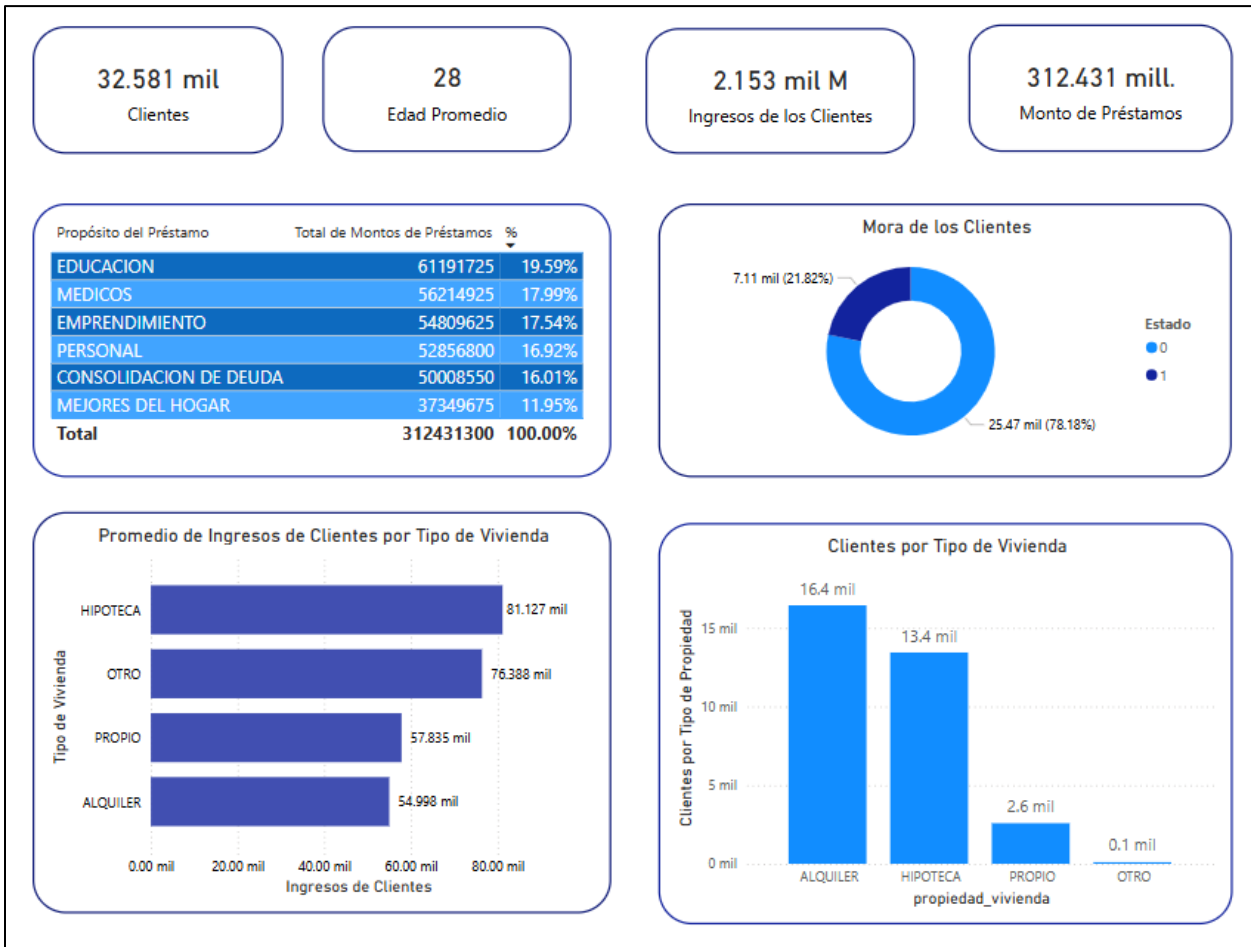 32.581 mil
Clientes
28
Edad Promedio
2.153 mil M
Ingresos de los Clientes
312.431 mill.
Monto de Préstamos
Propósito del Préstamo Total de Montos de Préstamos %
EDUCACION 61191725 19.59%
MEDICOS 56214925 17.99%
EMPRENDIMIENTO 54809625 17.54%
PERSONAL 52856800 16.92%
CONSOLIDACION DE DEUDA 50008550 16.01%
MEJORES DEL HOGAR 37349675 11.95%
Total 312431300 100.00%
Mora de los Clientes
7.11 mil (21.82%)
25.47 mil (78.18%)
Estado
0
1
Promedio de Ingresos de Clientes por Tipo de Vivienda
Tipo de Vivienda
HIPOTECA 81.127 mil
OTRO 76.388 mil
PROPIO 57.835 mil
ALQUILER 54.998 mil
0.00 mil 20.00 mil 40.00 mil 60.00 mil 80.00 mil
Ingresos de Clientes
Clientes por Tipo de Vivienda
Clientes por Tipo de Propiedad
15 mil
10 mil
5 mil
0 mil
16.4 mil
13.4 mil
2.6 mil
0.1 mil
ALQUILER HIPOTECA PROPIO OTRO
propiedad_vivienda